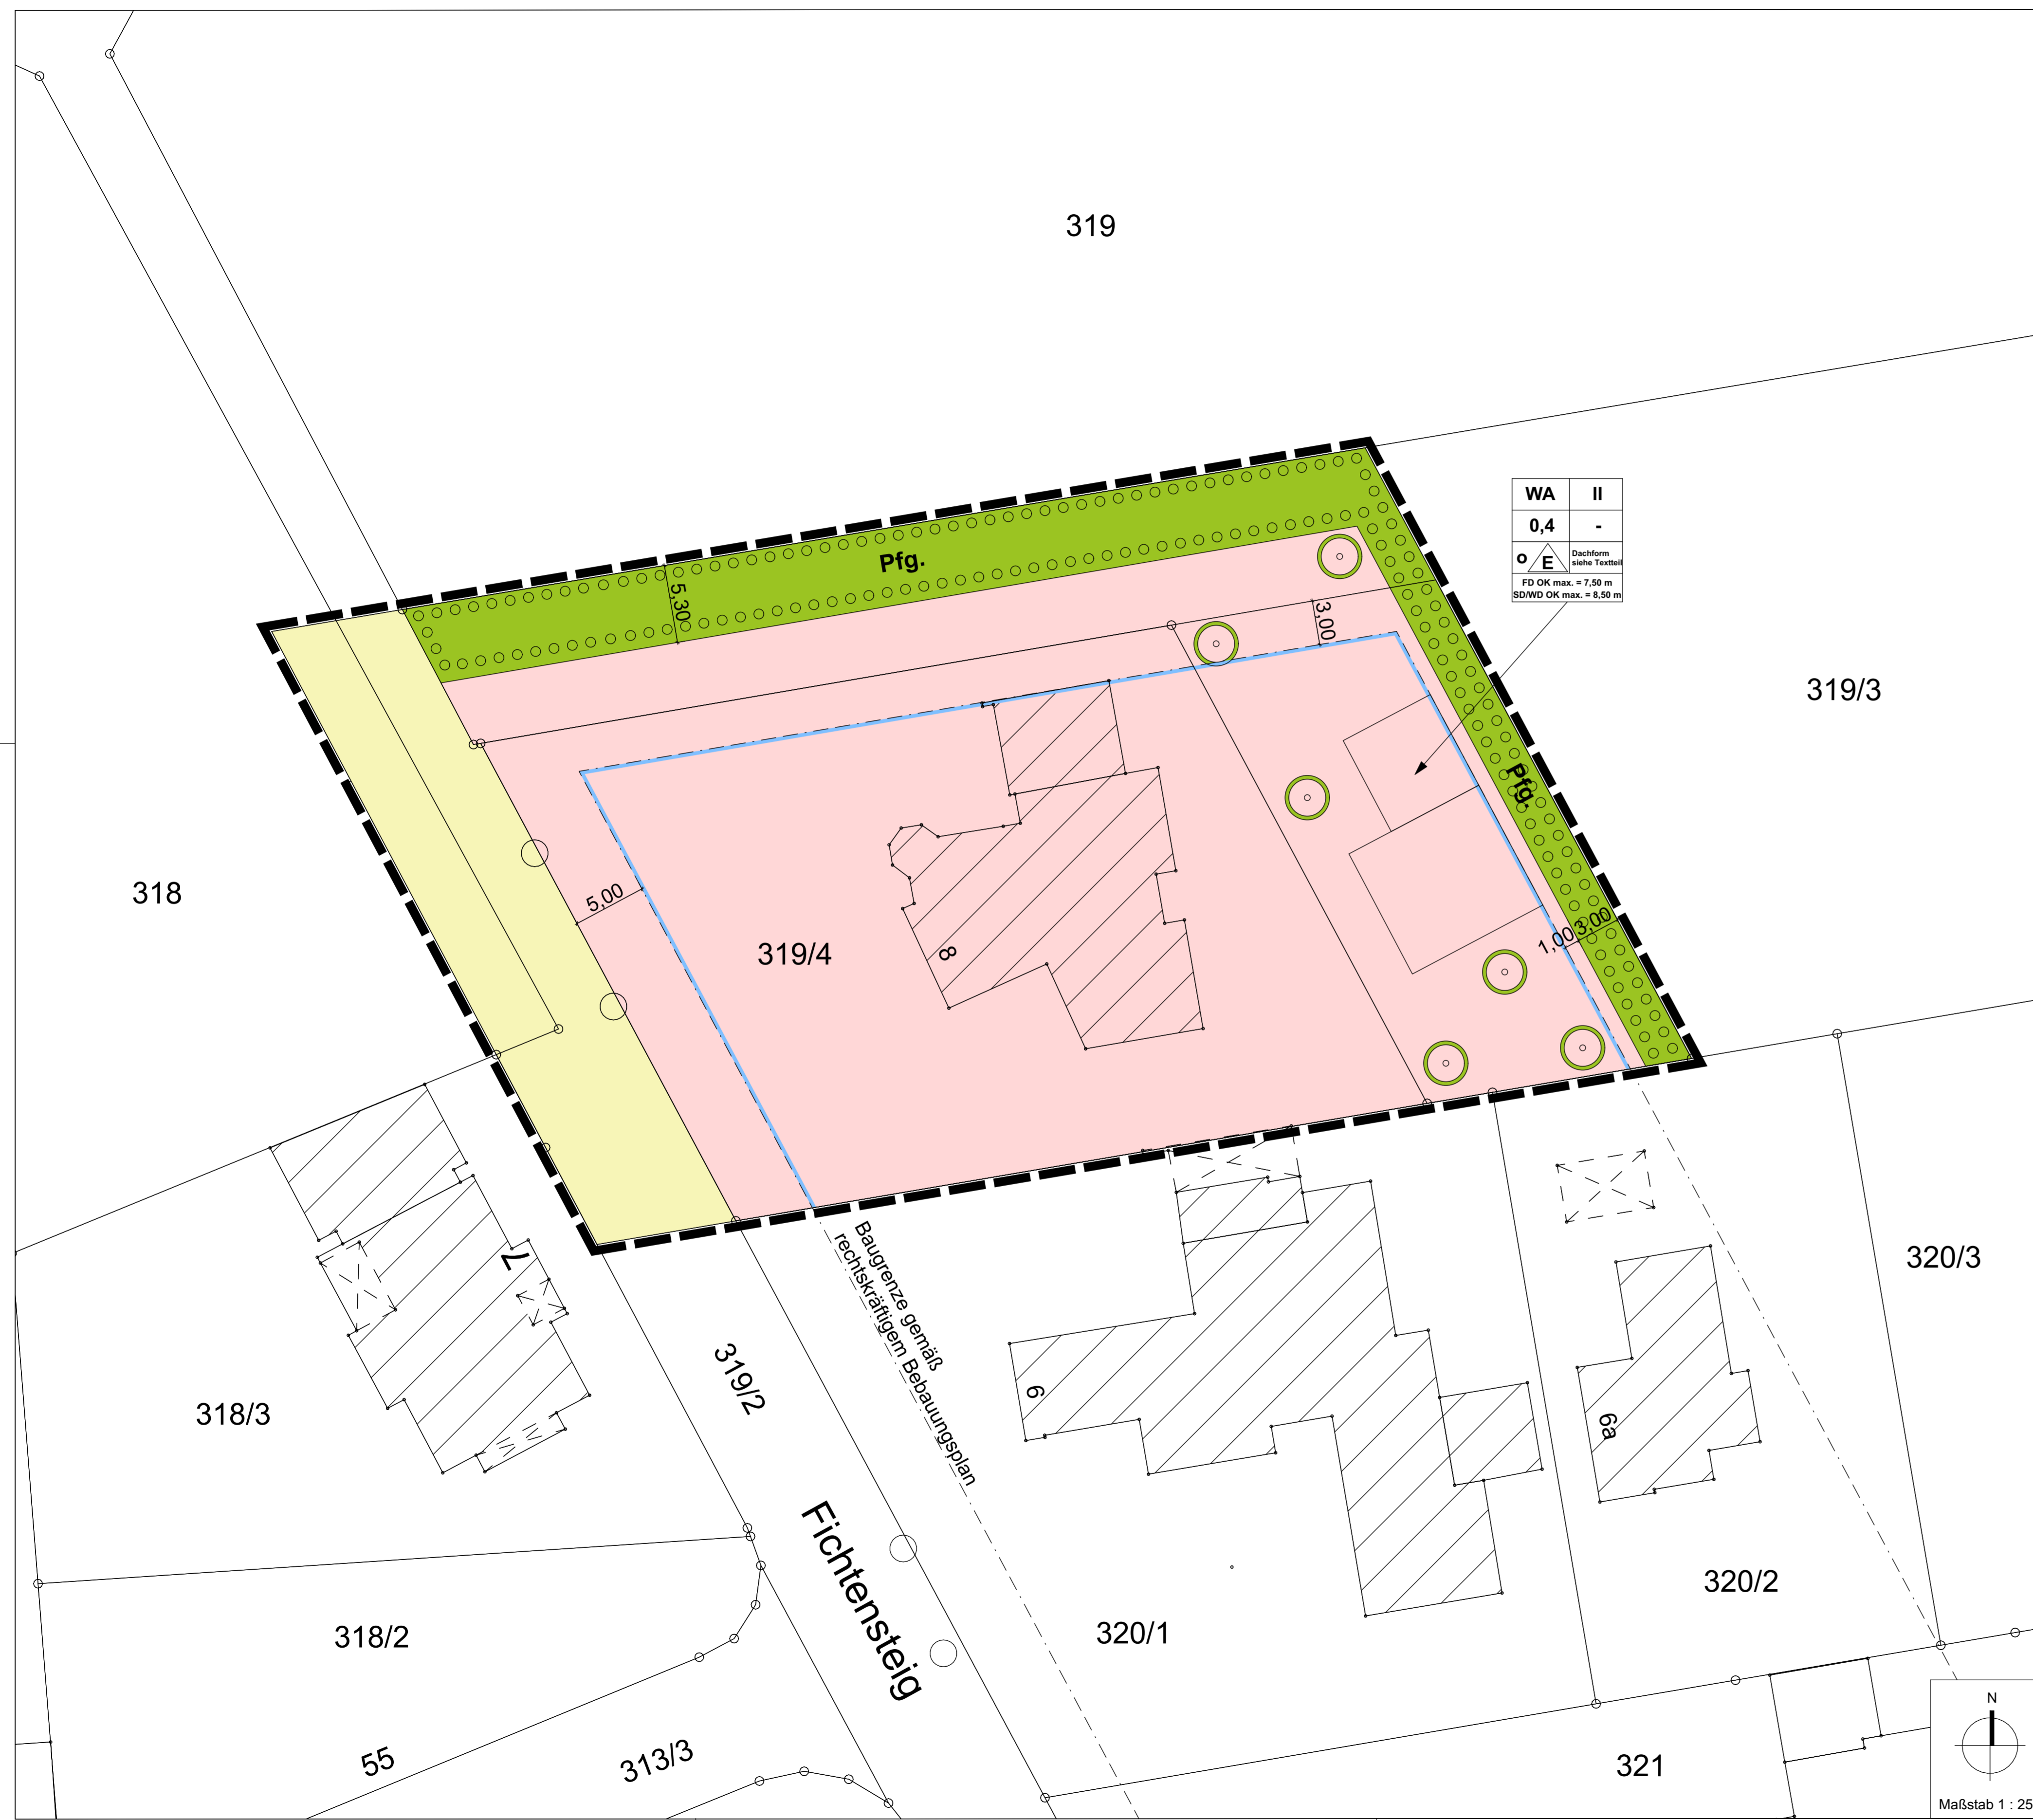 319
WA II
0,4 -
o E Dachform
siehe Textteil
FD OK max. = 7,50 m
SD/WD OK max. = 8,50 m
Pfg.
5,30
3,00
319/3
Pfg.
318
5,00
319/4
8
1,00
3,00
7
Baugrenze gemäß
rechtskräftigem Bebauungsplan
320/3
319/2
318/3
6
6a
Fichtensteig
320/2
318/2
320/1
55
313/3
321
N
Maßstab 1 : 25